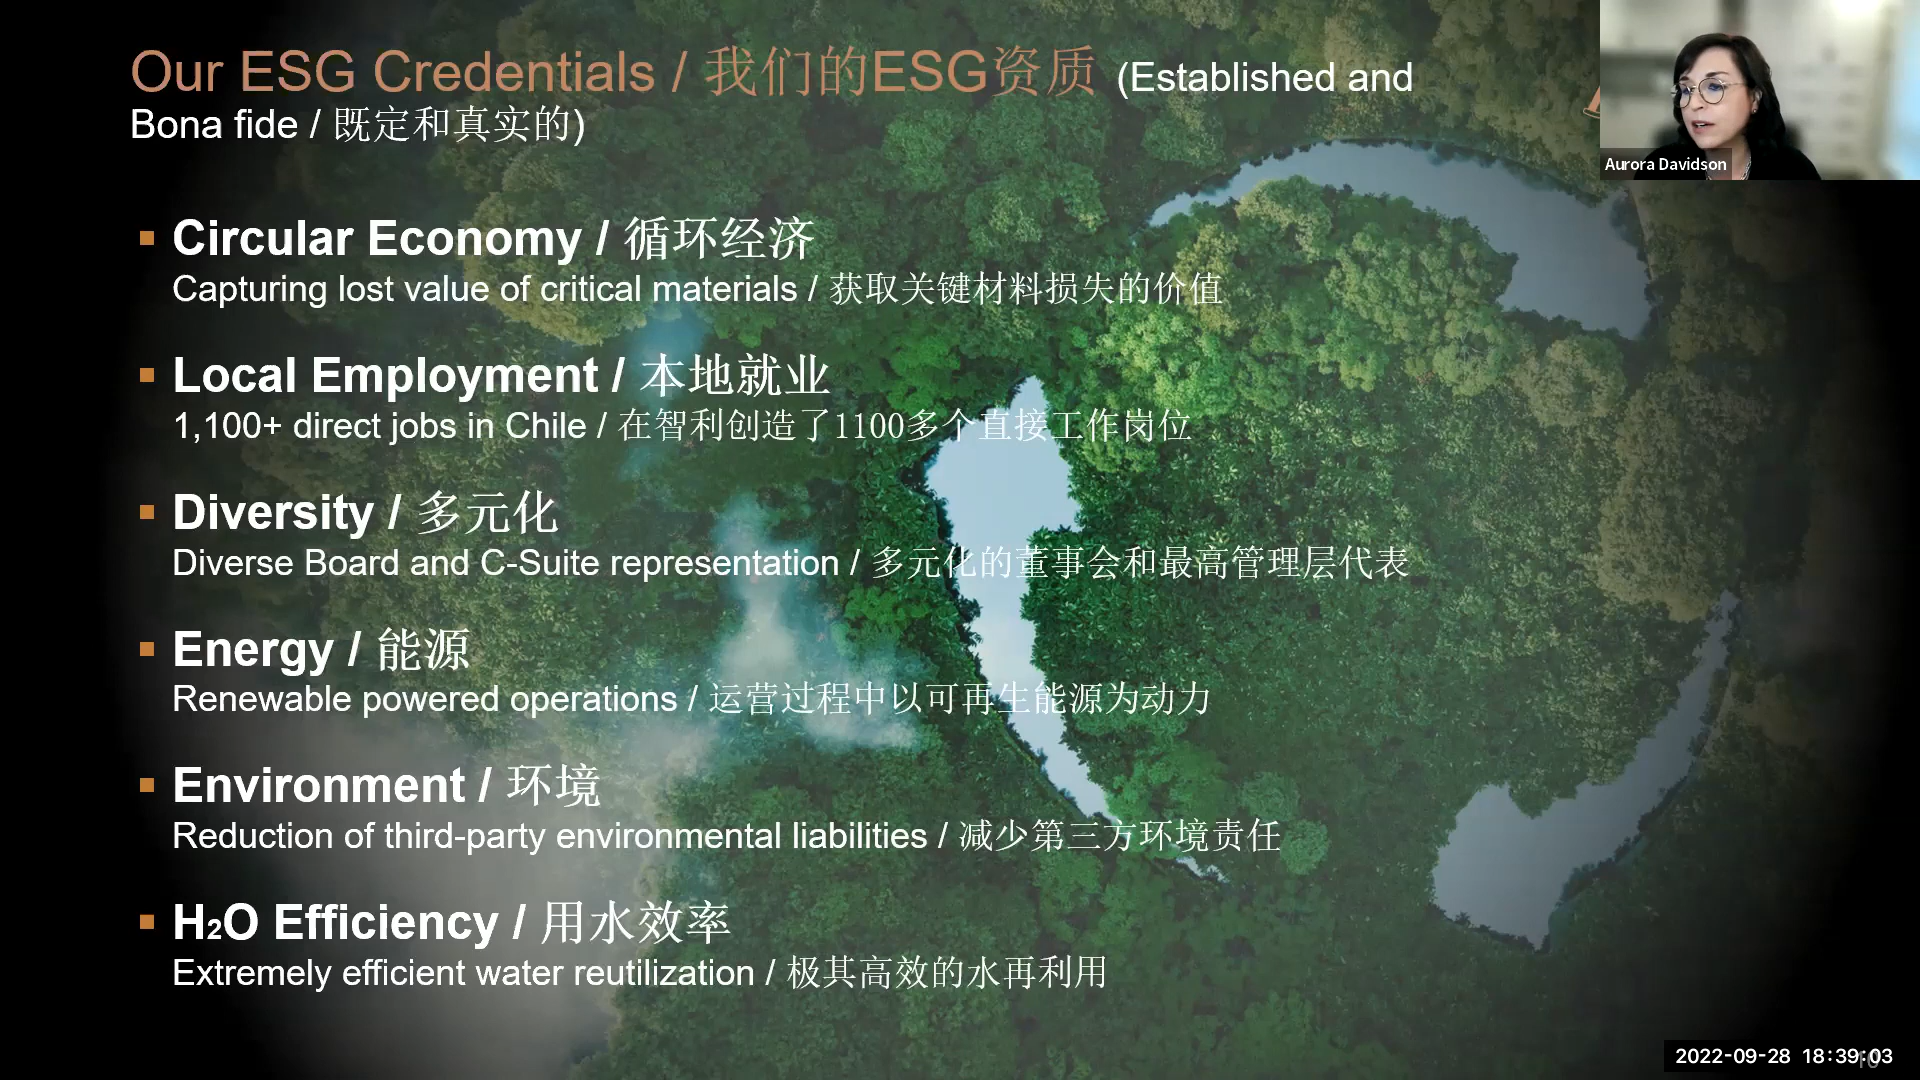 Our ESG Credentials / 我们的ESG资质 (Established and
Bona fide / 既定和真实的)
Aurora Davidson
Circular Economy / 循环经济
Capturing lost value of critical materials / 获取关键材料损失的价值
Local Employment / 本地就业
1,100+ direct jobs in Chile / 在智利创造了1100多个直接工作岗位
Diversity / 多元化
Diverse Board and C-Suite representation / 多元化的董事会和最高管理层代表
Energy / 能源
Renewable powered operations / 运营过程中以可再生能源为动力
Environment / 环境
Reduction of third-party environmental liabilities / 减少第三方环境责任
H₂O Efficiency / 用水效率
Extremely efficient water reutilization / 极其高效的水再利用
2022-09-28 18:39:03